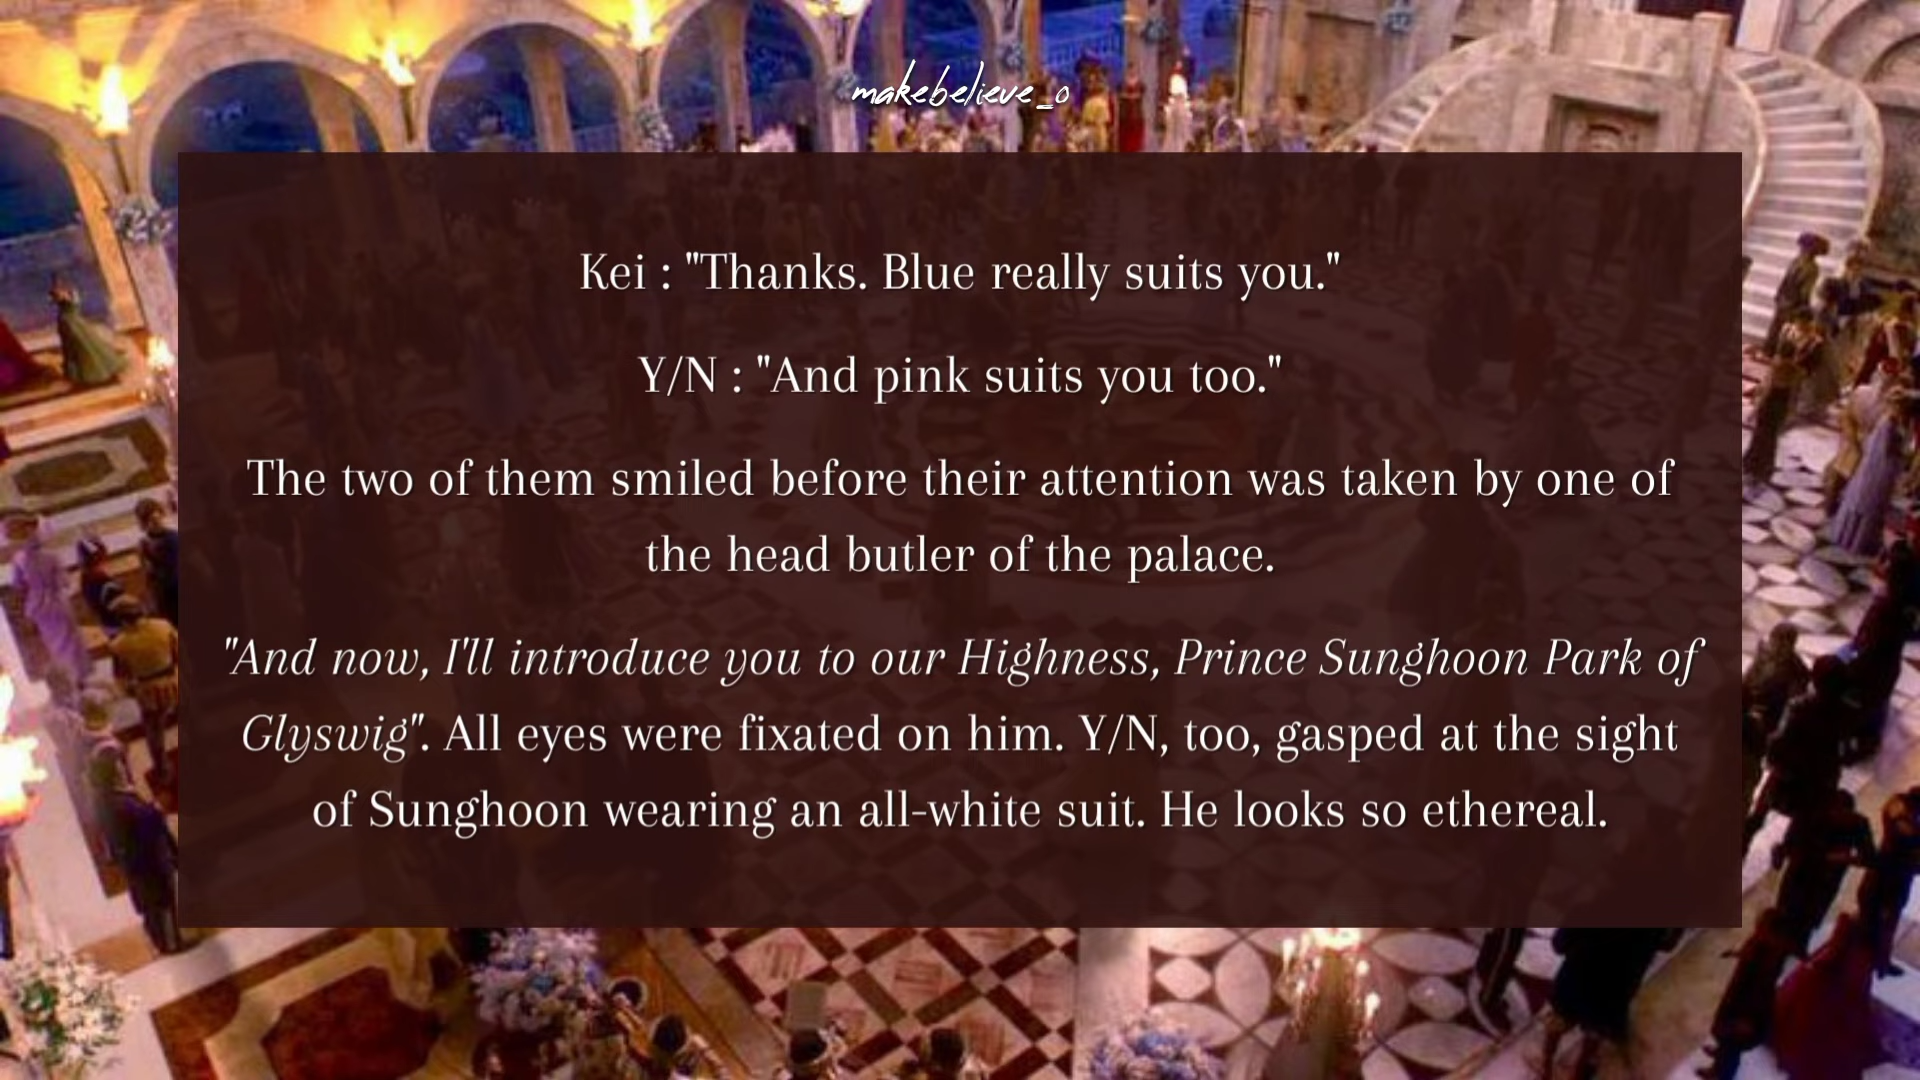 makebelieve_o
Kei : "Thanks. Blue really suits you."
Y/N : "And pink suits you too."
The two of them smiled before their attention was taken by one of
the head butler of the palace.
"And now, I'll introduce you to our Highness, Prince Sunghoon Park of
Glyswig". All eyes were fixated on him. Y/N, too, gasped at the sight
of Sunghoon wearing an all-white suit. He looks so ethereal.